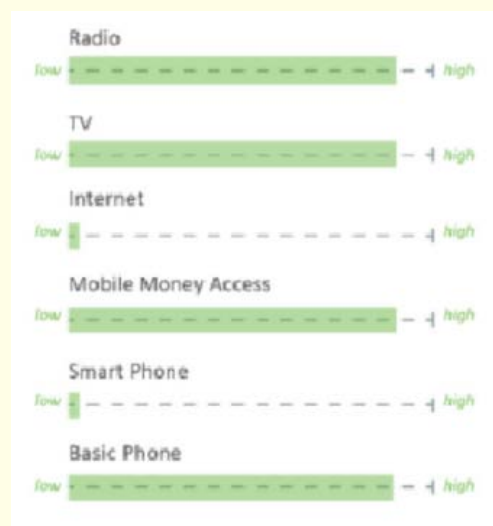 Radio
low high
TV
low high
Internet
low high
Mobile Money Access
low high
Smart Phone
low high
Basic Phone
low high